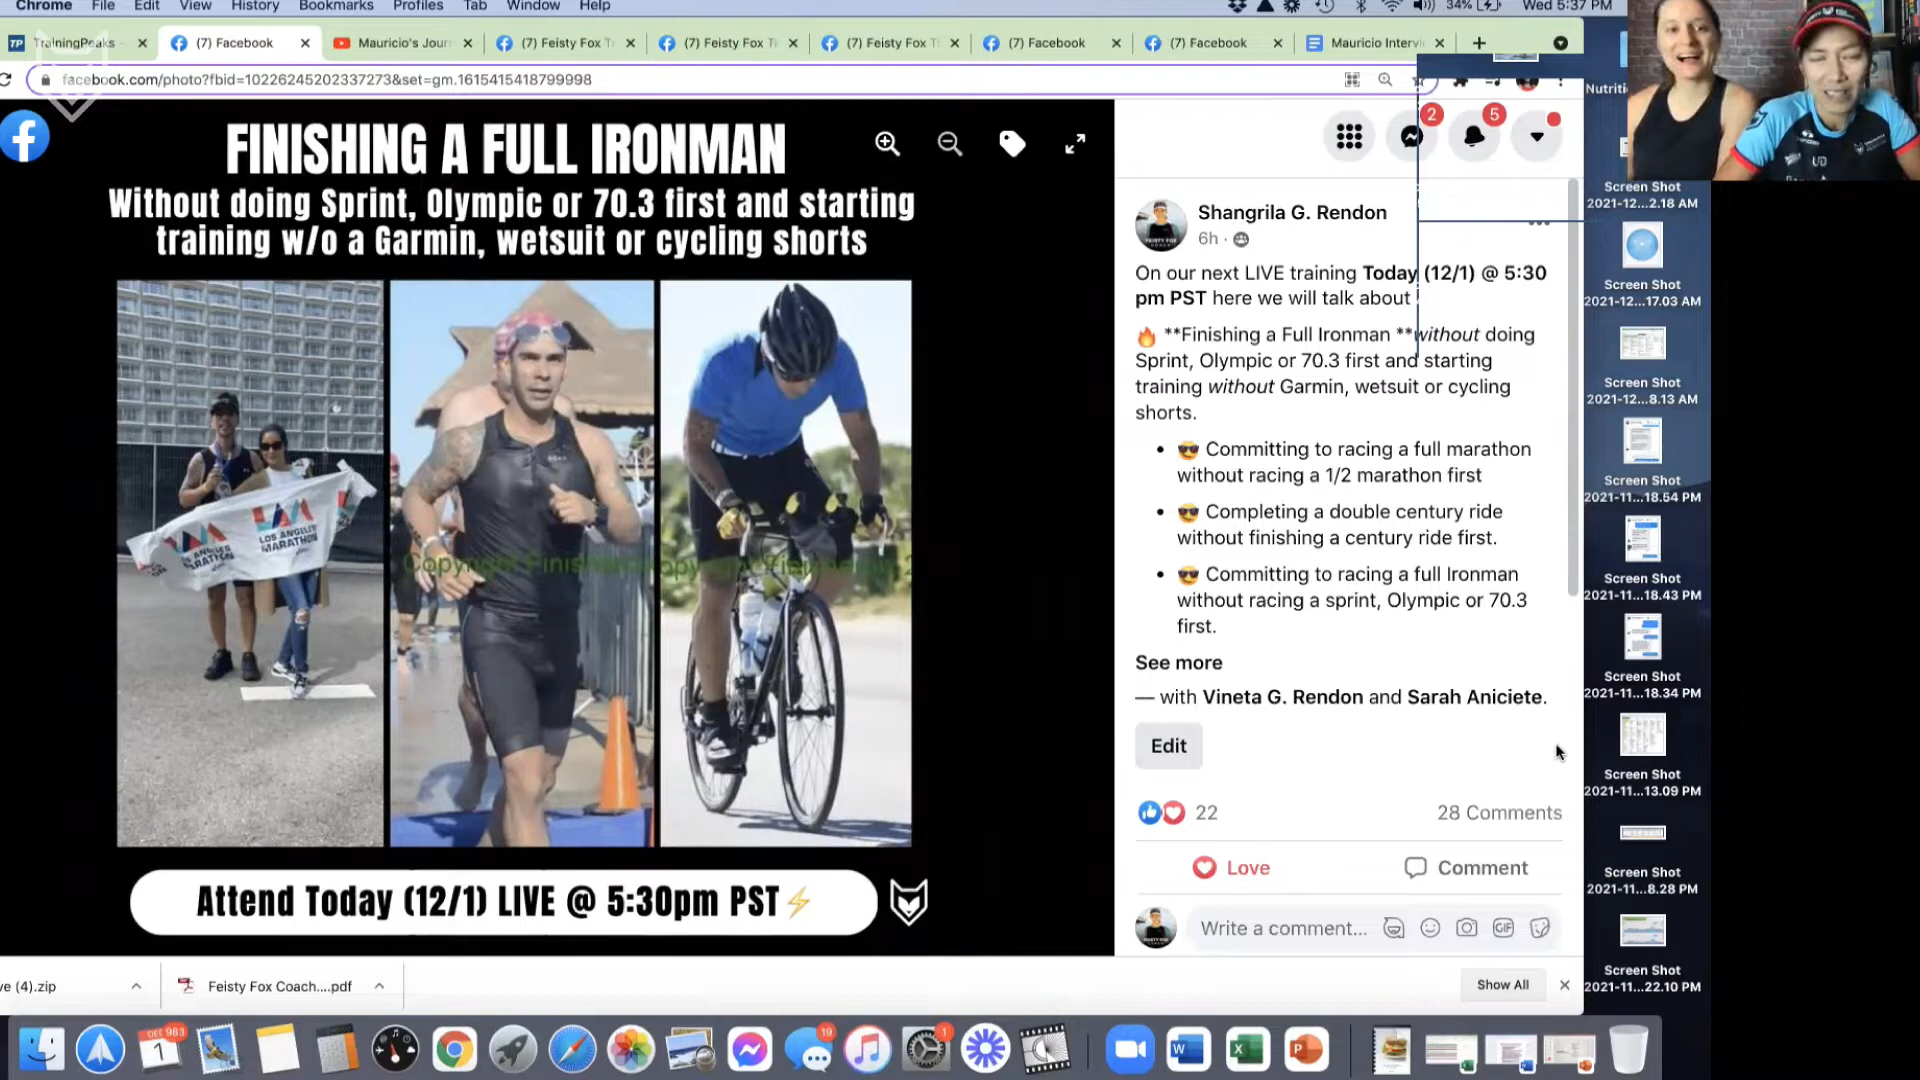 Chrome File Edit View History Bookmarks Profiles Tab Window Help 34% Wed 5:37 PM
TrainingPeaks (7) Facebook Mauricio's Jour (7) Feisty Fox T (7) Feisty Fox T (7) Feisty Fox T (7) Facebook (7) Facebook Mauricio Intervi
facebook.com/photo?fbid=10226245202337273&set=gm.1615415418799998
FINISHING A FULL IRONMAN
Without doing Sprint, Olympic or 70.3 first and starting
training w/o a Garmin, wetsuit or cycling shorts
LOS ANGELES
MARATHON
LOS ANGELES
MARATHON
Attend Today (12/1) LIVE @ 5:30pm PST⚡
2
5
Shangrila G. Rendon
6h ·
On our next LIVE training Today (12/1) @ 5:30
pm PST here we will talk about
🔥 **Finishing a Full Ironman **without doing
Sprint, Olympic or 70.3 first and starting
training without Garmin, wetsuit or cycling
shorts.
• 😎 Committing to racing a full marathon
without racing a 1/2 marathon first
• 😎 Completing a double century ride
without finishing a century ride first.
• 😎 Committing to racing a full Ironman
without racing a sprint, Olympic or 70.3
first.
See more
— with Vineta G. Rendon and Sarah Aniciete.
Edit
22 28 Comments
Love Comment
Write a comment... GIF
Nutriti
Screen Shot
2021-12...2.18 AM
Screen Shot
2021-12...17.03 AM
Screen Shot
2021-12...8.13 AM
Screen Shot
2021-11...18.54 PM
Screen Shot
2021-11...18.43 PM
Screen Shot
2021-11...18.34 PM
Screen Shot
2021-11...13.09 PM
Screen Shot
2021-11...8.28 PM
Screen Shot
2021-11...22.10 PM
ve (4).zip Feisty Fox Coach....pdf Show All
DEC 983
1
19
1
W
X
P